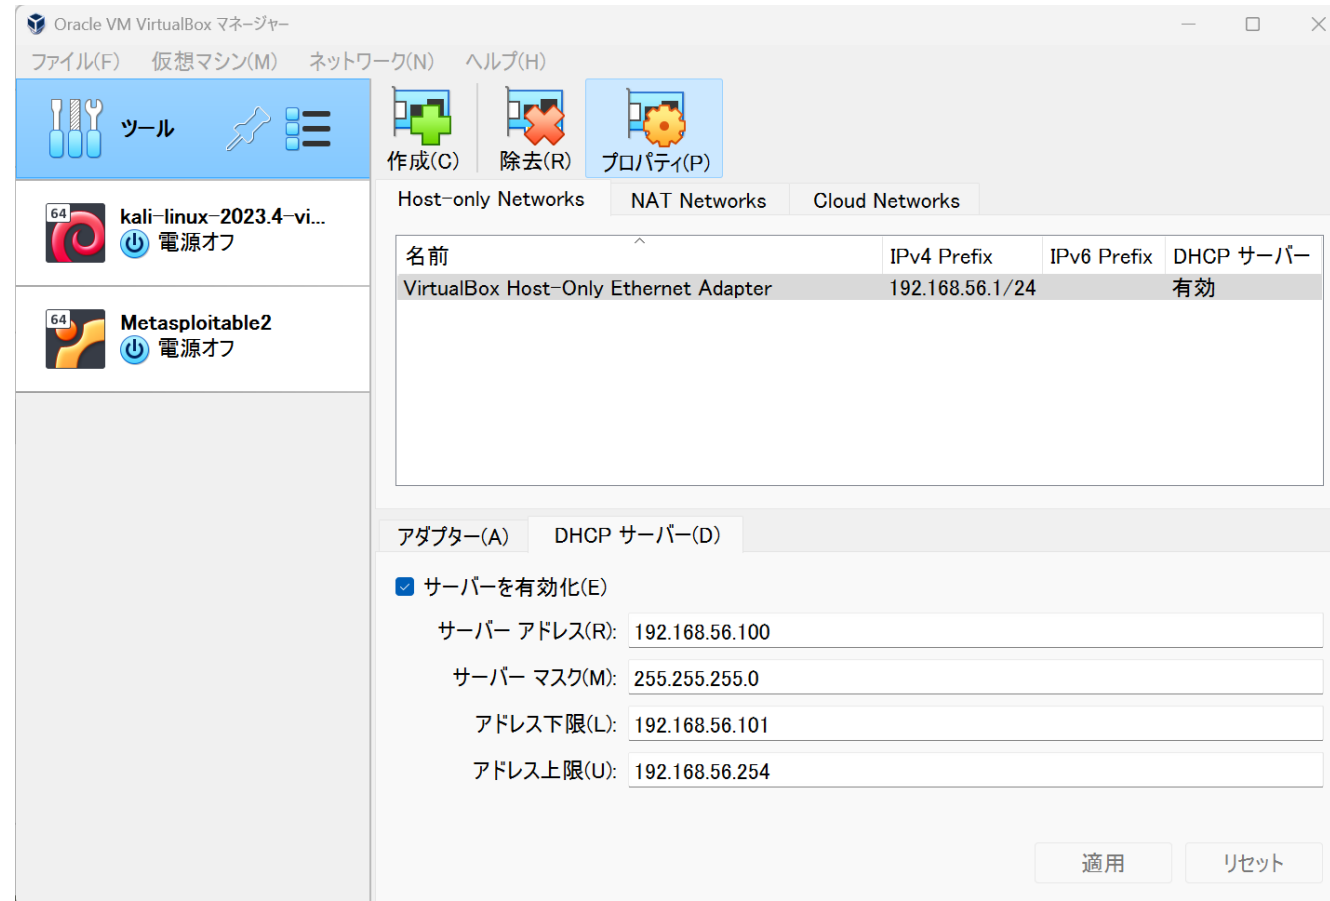 Oracle VM VirtualBox マネージャー
ファイル(F) 仮想マシン(M) ネットワーク(N) ヘルプ(H)
ツール
作成(C) 除去(R) プロパティ(P)
64
kali-linux-2023.4-vi...
電源オフ
64
Metasploitable2
電源オフ
Host-only Networks NAT Networks Cloud Networks
名前 IPv4 Prefix IPv6 Prefix DHCP サーバー
VirtualBox Host-Only Ethernet Adapter 192.168.56.1/24 有効
アダプター(A) DHCP サーバー(D)
サーバーを有効化(E)
サーバー アドレス(R): 192.168.56.100
サーバー マスク(M): 255.255.255.0
アドレス下限(L): 192.168.56.101
アドレス上限(U): 192.168.56.254
適用 リセット